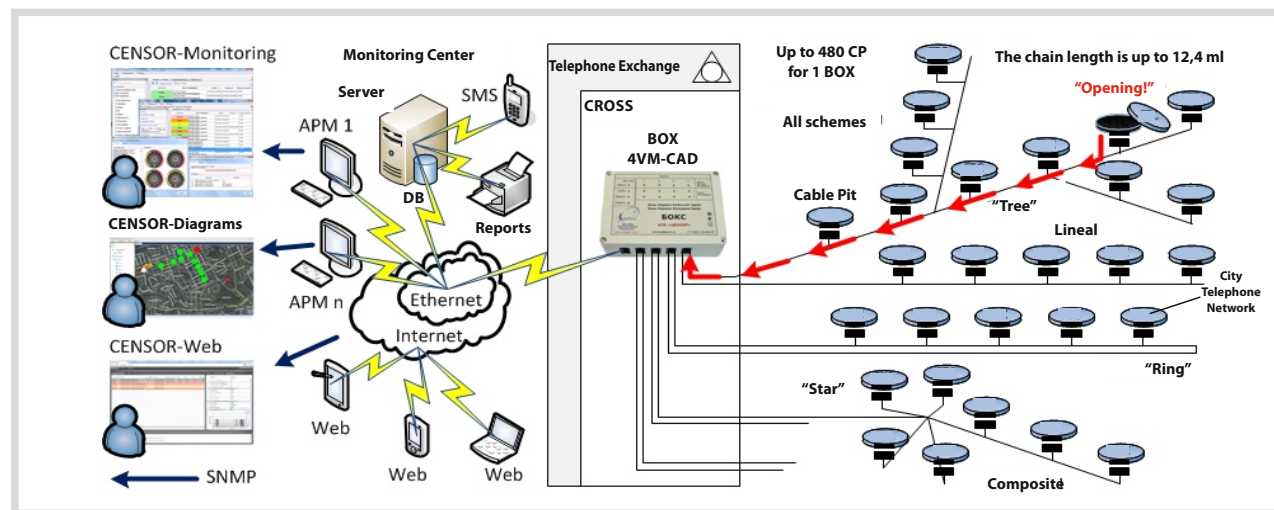 CENSOR-Monitoring
Monitoring Center
Server
SMS
APM 1
DB
Reports
CENSOR-Diagrams
APM n
Ethernet
Internet
CENSOR-Web
Web
Web
Web
SNMP
Telephone Exchange
CROSS
BOX
4VM-CAD
БОКС
Up to 480 CP
for 1 BOX
The chain length is up to 12,4 ml
“Opening!”
All schemes
Cable Pit
“Tree”
Lineal
City
Telephone
Network
“Ring”
“Star”
Composite